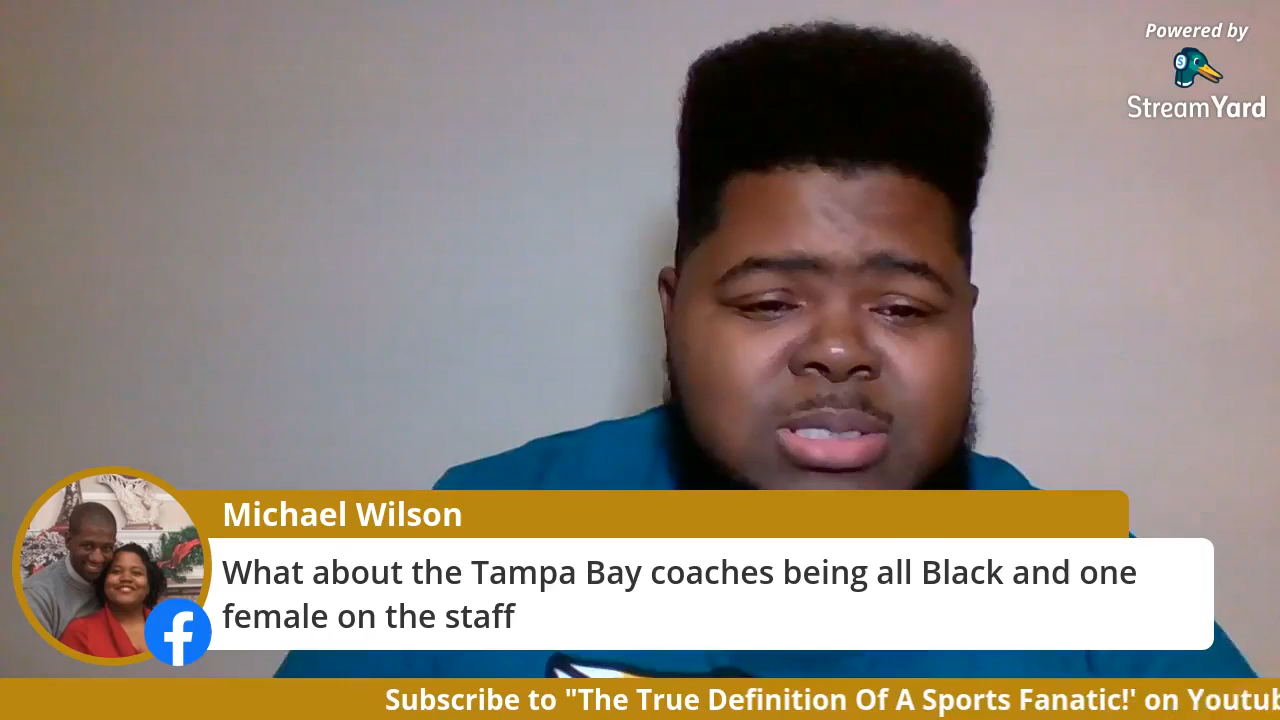 Powered by
StreamYard
Michael Wilson
What about the Tampa Bay coaches being all Black and one
female on the staff
Subscribe to "The True Definition Of A Sports Fanatic!' on Youtub